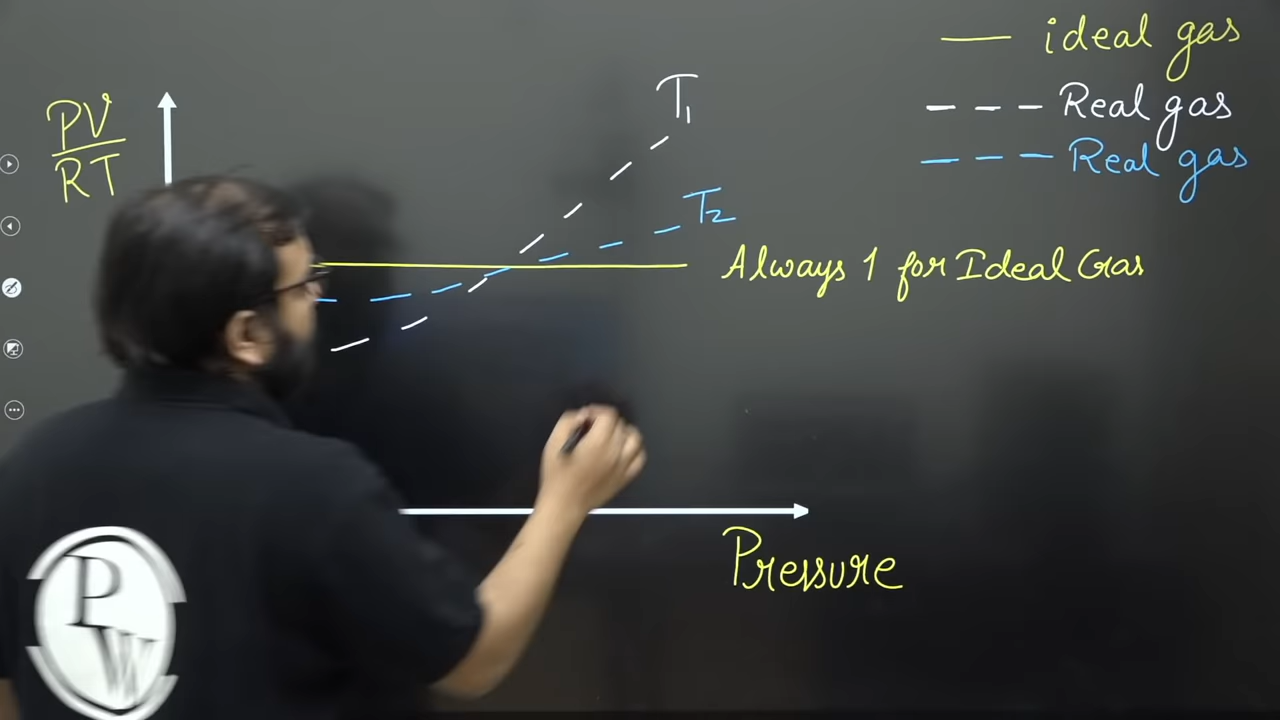 ideal gas
PV
RT
T1
Real gas
Real gas
T2
Always 1 for Ideal Gas
Pressure
PW